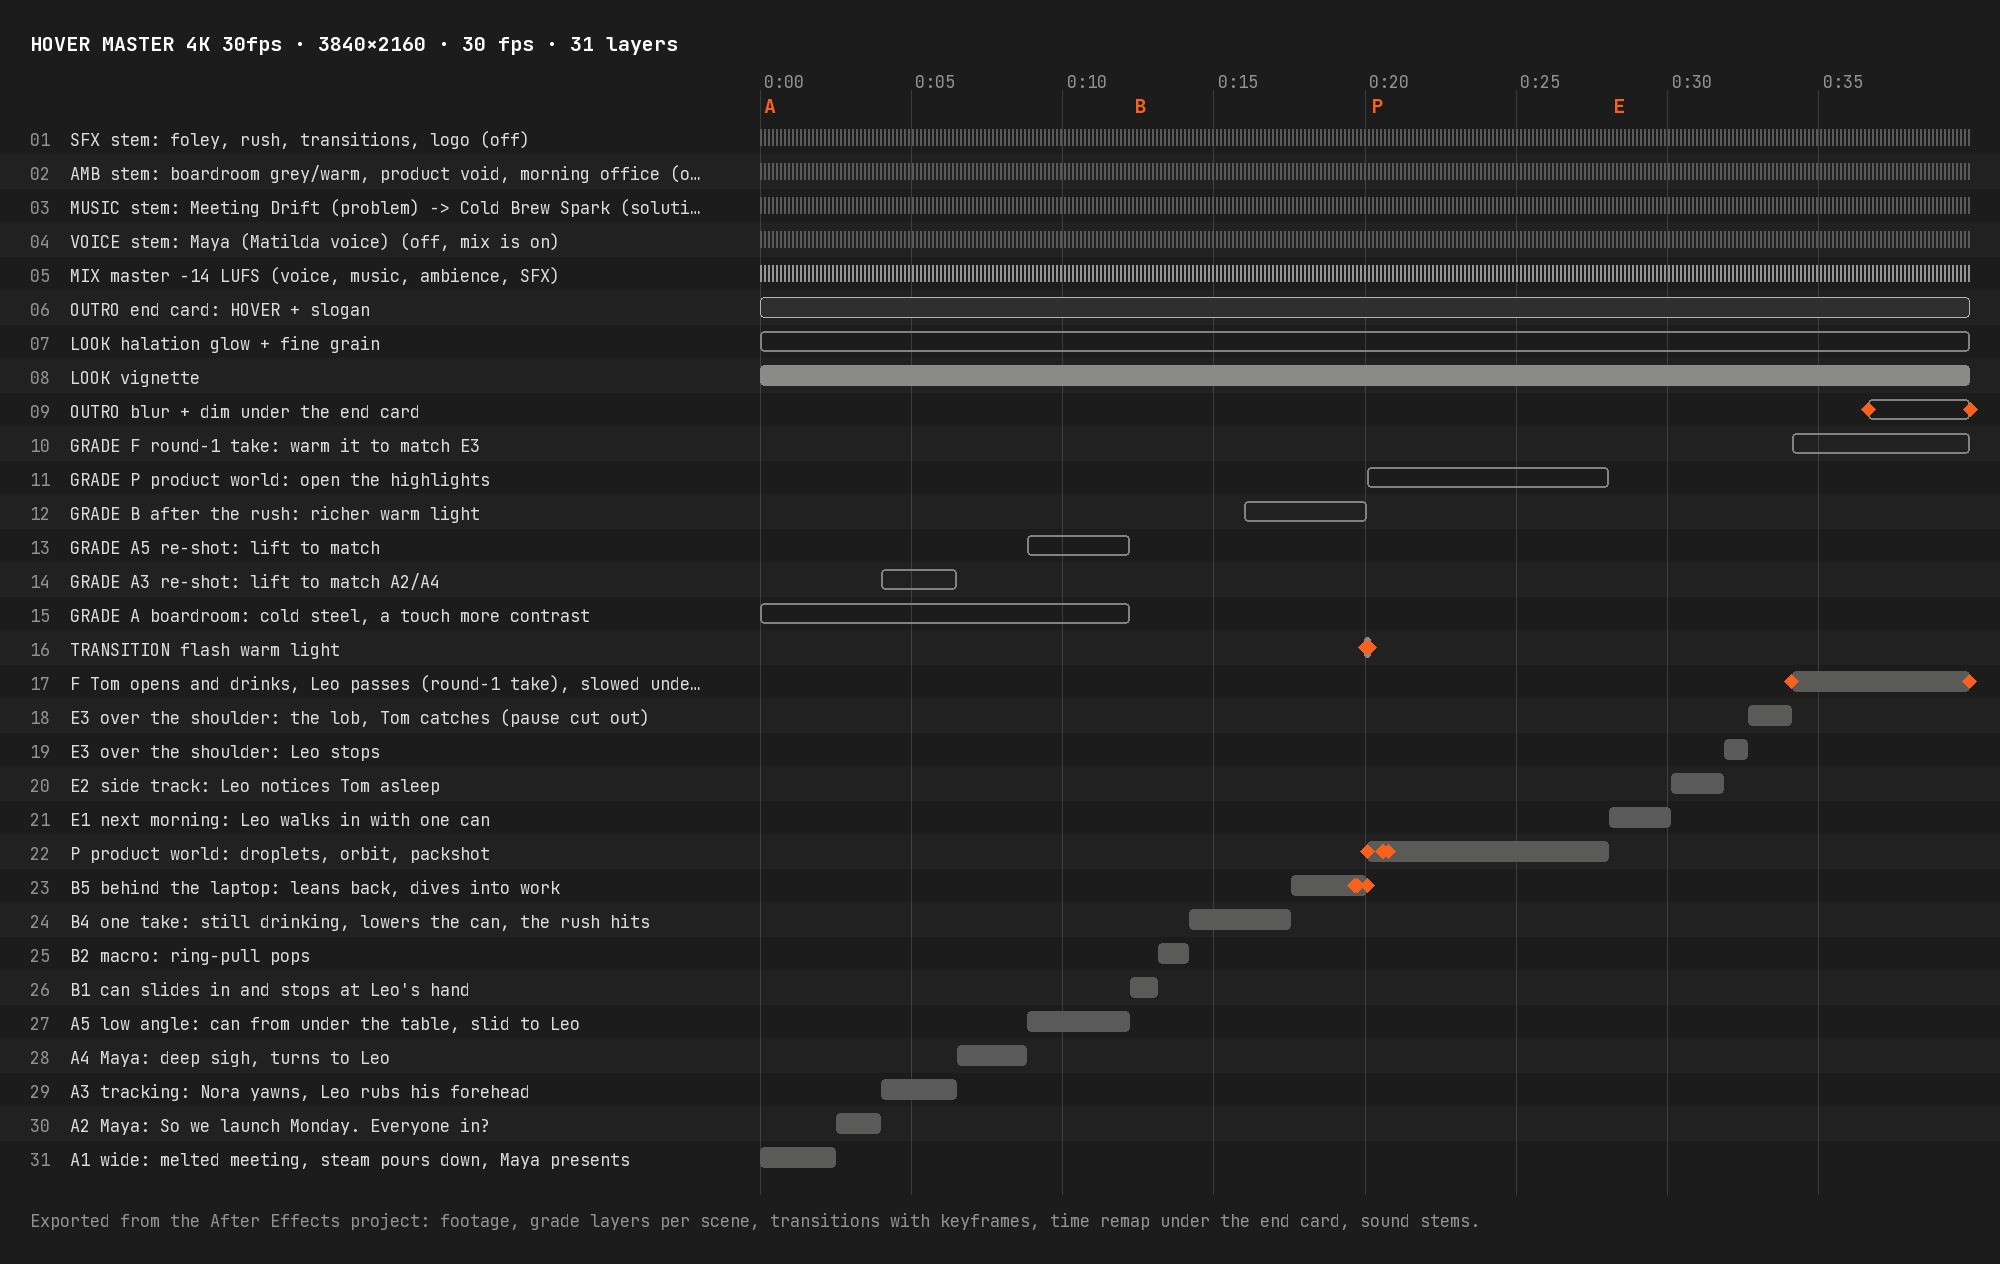 HOVER MASTER 4K 30fps · 3840×2160 · 30 fps · 31 layers
0:00 0:05 0:10 0:15 0:20 0:25 0:30 0:35
A B P E
01 SFX stem: foley, rush, transitions, logo (off)
02 AMB stem: boardroom grey/warm, product void, morning office (o…
03 MUSIC stem: Meeting Drift (problem) -> Cold Brew Spark (soluti…
04 VOICE stem: Maya (Matilda voice) (off, mix is on)
05 MIX master -14 LUFS (voice, music, ambience, SFX)
06 OUTRO end card: HOVER + slogan
07 LOOK halation glow + fine grain
08 LOOK vignette
09 OUTRO blur + dim under the end card
10 GRADE F round-1 take: warm it to match E3
11 GRADE P product world: open the highlights
12 GRADE B after the rush: richer warm light
13 GRADE A5 re-shot: lift to match
14 GRADE A3 re-shot: lift to match A2/A4
15 GRADE A boardroom: cold steel, a touch more contrast
16 TRANSITION flash warm light
17 F Tom opens and drinks, Leo passes (round-1 take), slowed unde…
18 E3 over the shoulder: the lob, Tom catches (pause cut out)
19 E3 over the shoulder: Leo stops
20 E2 side track: Leo notices Tom asleep
21 E1 next morning: Leo walks in with one can
22 P product world: droplets, orbit, packshot
23 B5 behind the laptop: leans back, dives into work
24 B4 one take: still drinking, lowers the can, the rush hits
25 B2 macro: ring-pull pops
26 B1 can slides in and stops at Leo's hand
27 A5 low angle: can from under the table, slid to Leo
28 A4 Maya: deep sigh, turns to Leo
29 A3 tracking: Nora yawns, Leo rubs his forehead
30 A2 Maya: So we launch Monday. Everyone in?
31 A1 wide: melted meeting, steam pours down, Maya presents
Exported from the After Effects project: footage, grade layers per scene, transitions with keyframes, time remap under the end card, sound stems.